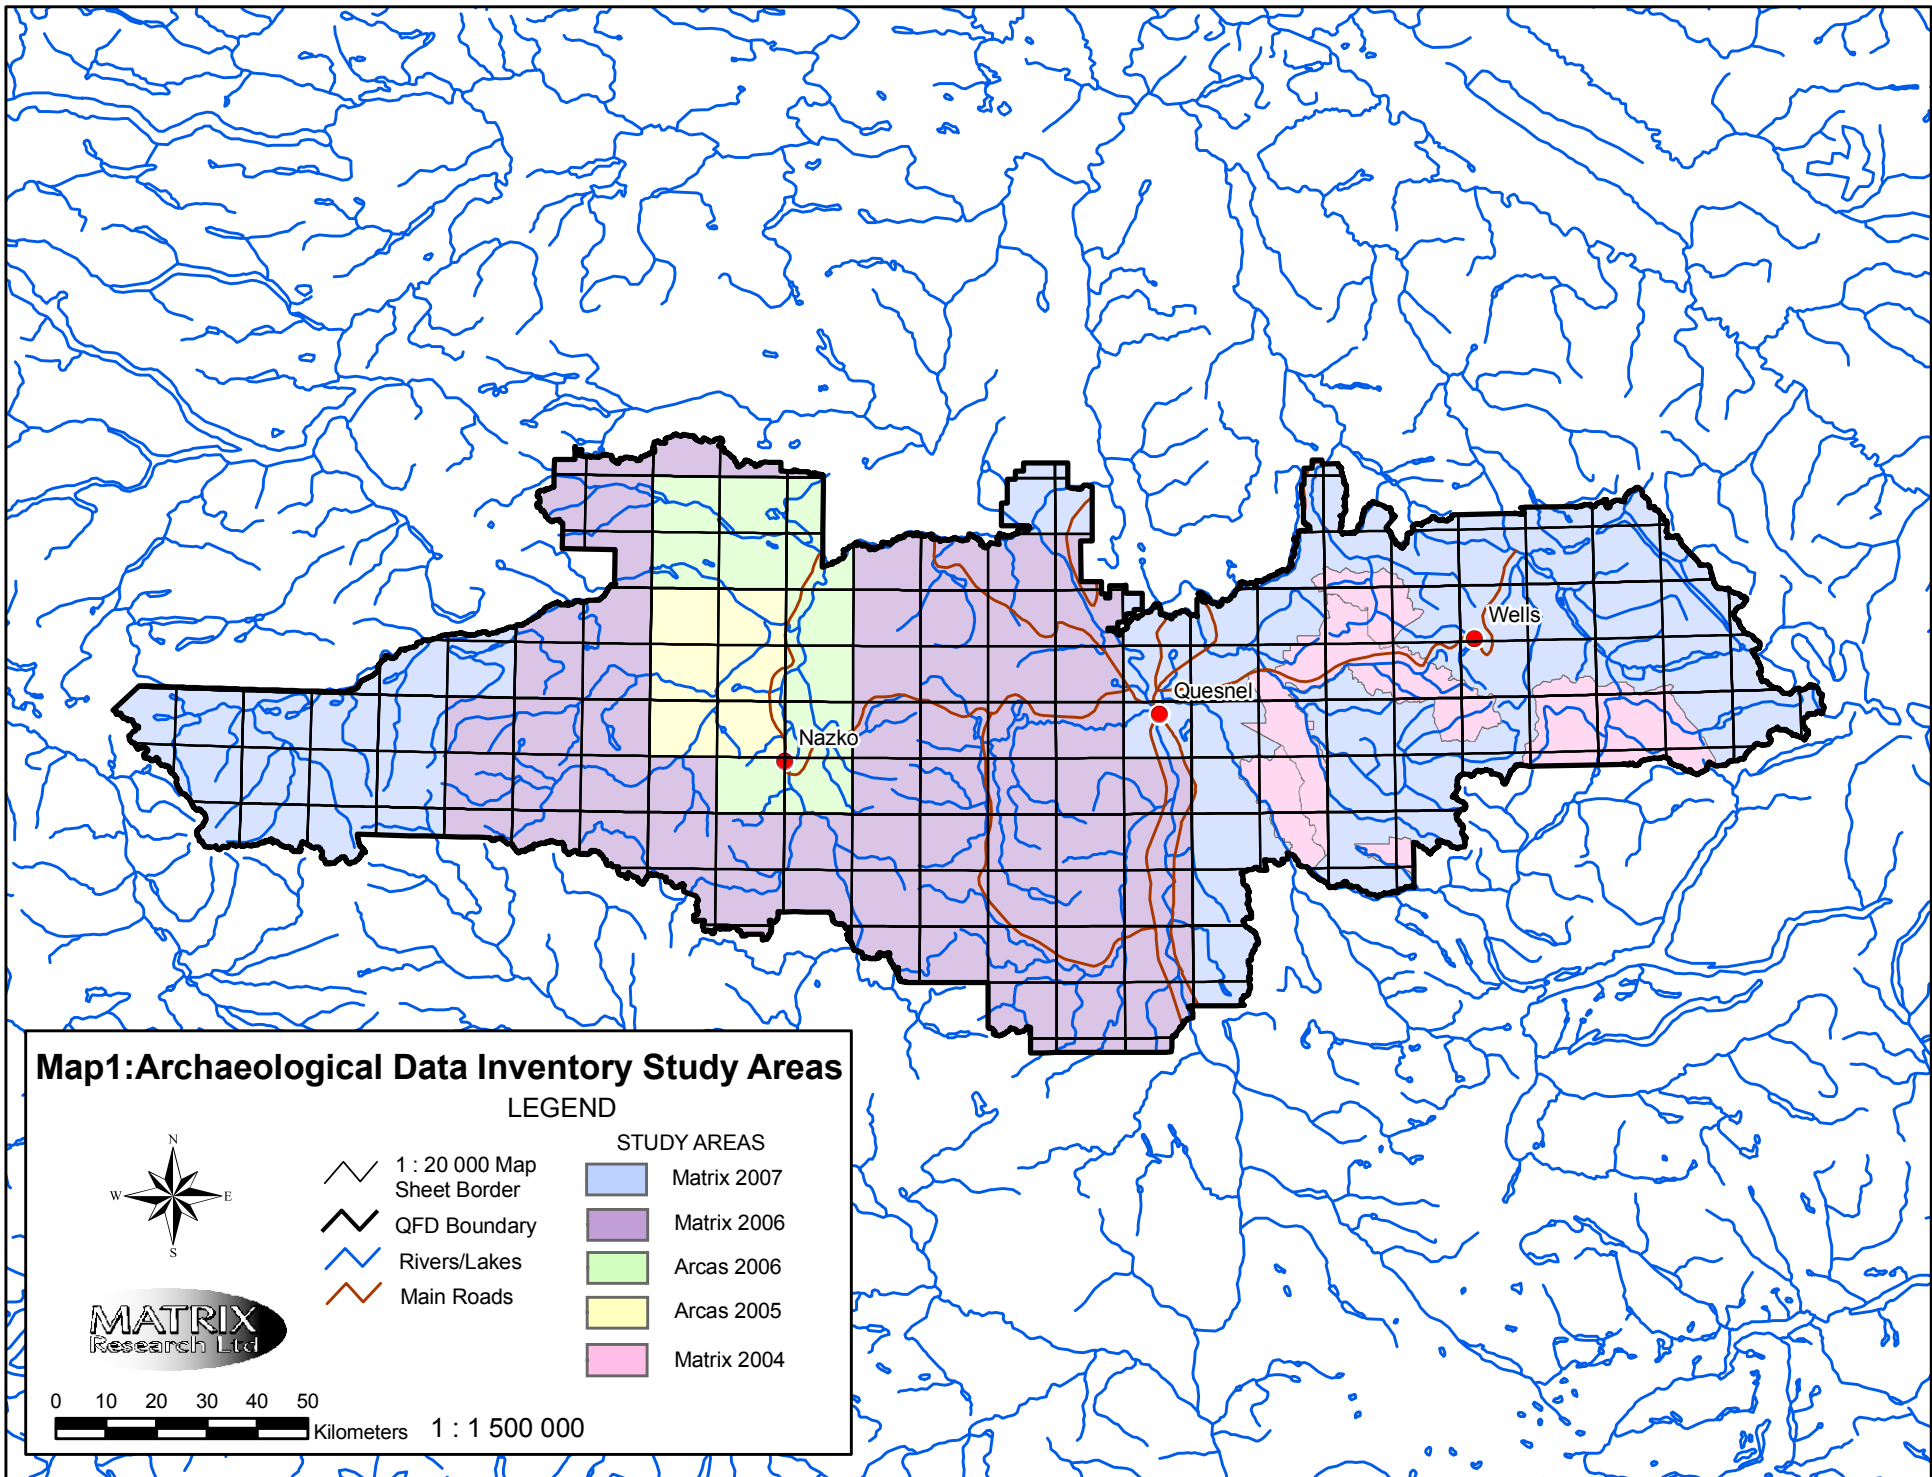 Wells
Quesnel
Nazko
Map1:Archaeological Data Inventory Study Areas
LEGEND
N
W
E
S
1 : 20 000 Map
Sheet Border
QFD Boundary
Rivers/Lakes
Main Roads
STUDY AREAS
Matrix 2007
Matrix 2006
Arcas 2006
Arcas 2005
Matrix 2004
MATRIX
Research Ltd
0 10 20 30 40 50
Kilometers 1 : 1 500 000